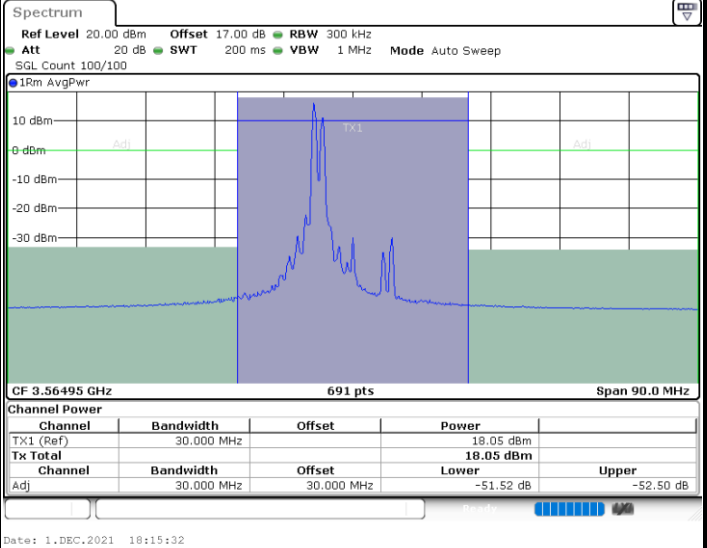 Spectrum
Ref Level 20.00 dBm Offset 17.00 dB RBW 300 kHz
Att 20 dB SWT 200 ms VBW 1 MHz Mode Auto Sweep
SGL Count 100/100
1Rm AvgPwr
10 dBm
TX1
Adj
Adj
0 dBm
-10 dBm
-20 dBm
-30 dBm
CF 3.56495 GHz 691 pts Span 90.0 MHz
Channel Power
Channel Bandwidth Offset Power
TX1 (Ref) 30.000 MHz 18.05 dBm
Tx Total 18.05 dBm
Channel Bandwidth Offset Lower Upper
Adj 30.000 MHz 30.000 MHz -51.52 dB -52.50 dB
Ready
Date: 1.DEC.2021 18:15:32